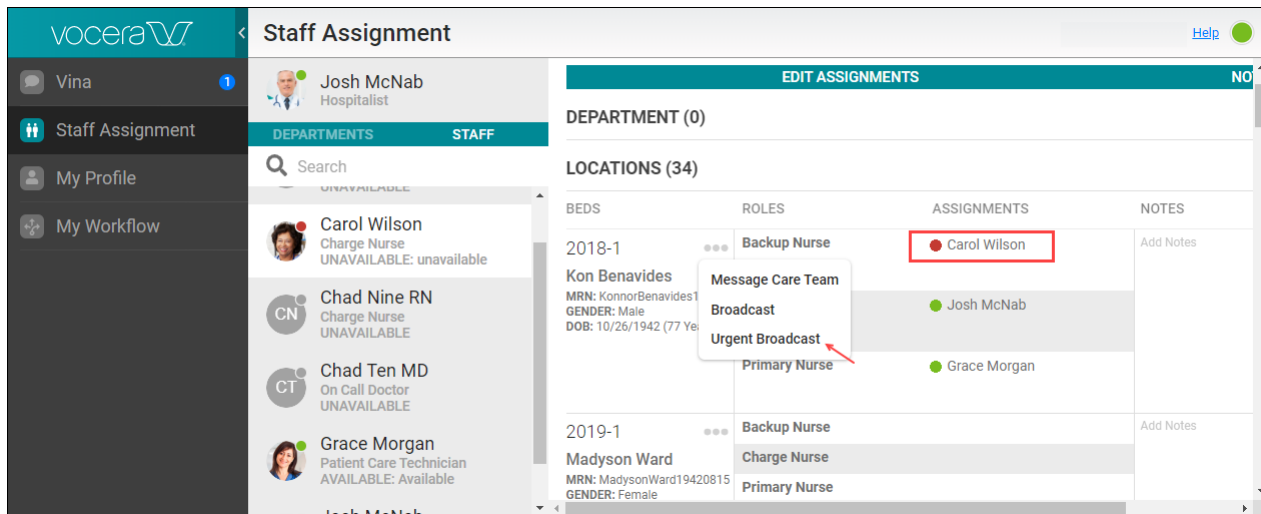 vocera
Staff Assignment
Help
Vina
1
Staff Assignment
My Profile
My Workflow
Josh McNab
Hospitalist
DEPARTMENTS
STAFF
Search
UNAVAILABLE
Carol Wilson
Charge Nurse
UNAVAILABLE: unavailable
CN
Chad Nine RN
Charge Nurse
UNAVAILABLE
CT
Chad Ten MD
On Call Doctor
UNAVAILABLE
Grace Morgan
Patient Care Technician
AVAILABLE: Available
Josh McNab
EDIT ASSIGNMENTS
NO
DEPARTMENT (0)
LOCATIONS (34)
BEDS
ROLES
ASSIGNMENTS
NOTES
2018-1
Kon Benavides
MRN: KonnorBenavides1
GENDER: Male
DOB: 10/26/1942 (77 Ye
Message Care Team
Broadcast
Urgent Broadcast
Backup Nurse
Carol Wilson
Add Notes
Josh McNab
Primary Nurse
Grace Morgan
2019-1
Madyson Ward
MRN: MadysonWard19420815
GENDER: Female
Backup Nurse
Add Notes
Charge Nurse
Primary Nurse